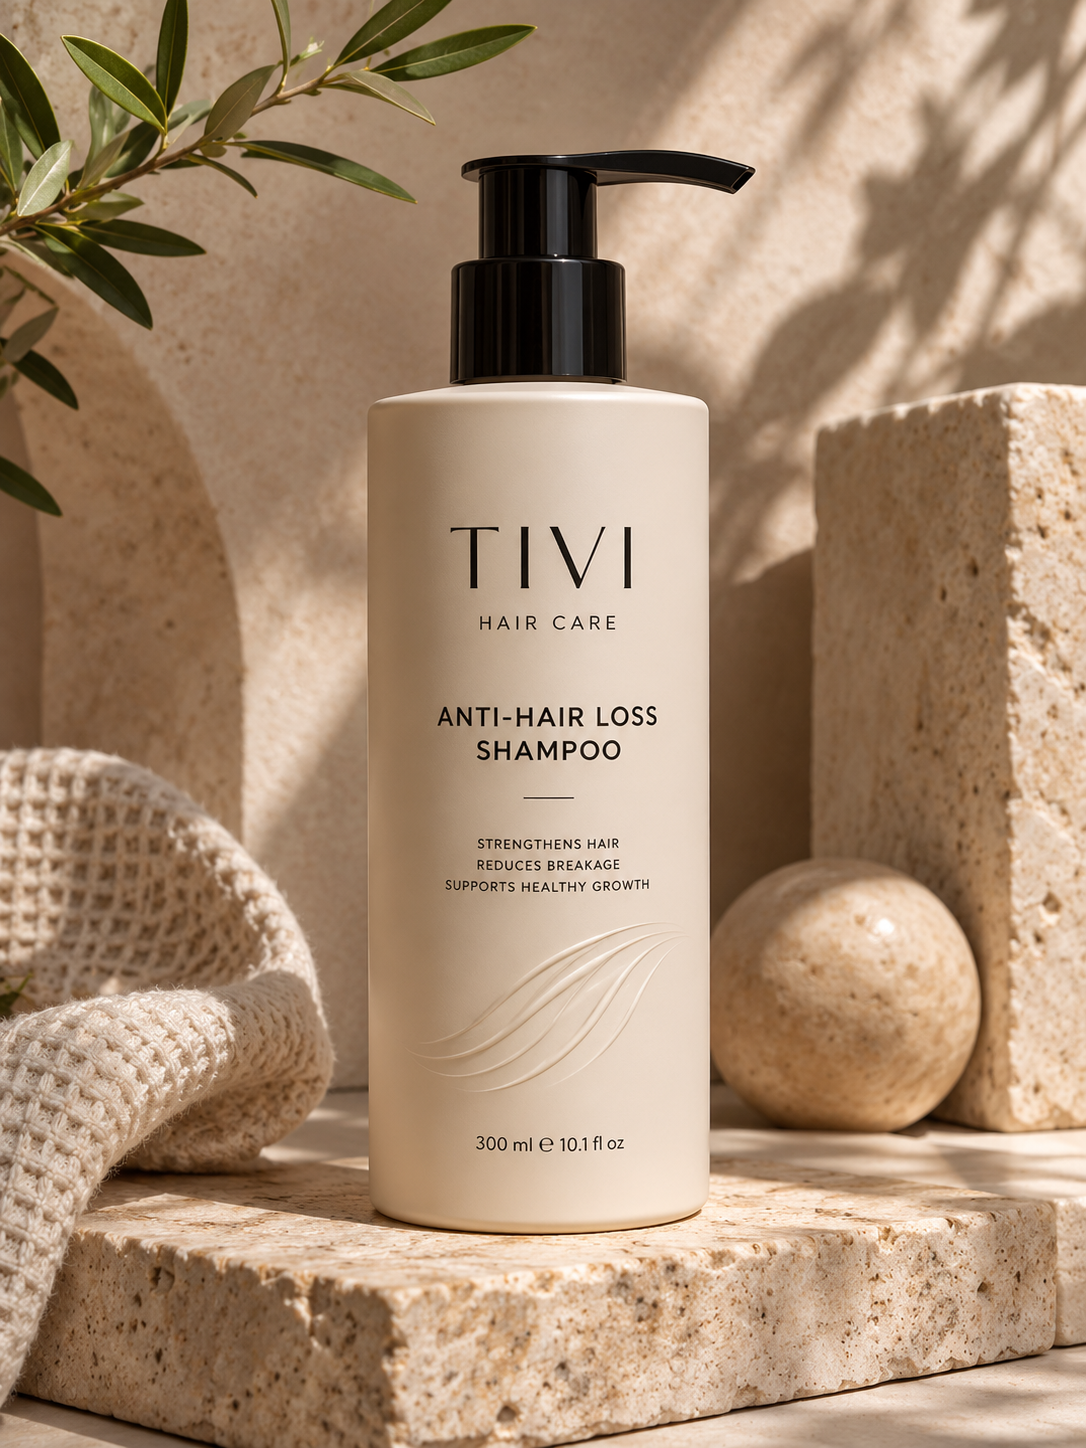 TIVI
HAIR CARE
ANTI-HAIR LOSS
SHAMPOO
STRENGTHENS HAIR
REDUCES BREAKAGE
SUPPORTS HEALTHY GROWTH
300 ml ℮ 10.1 fl oz